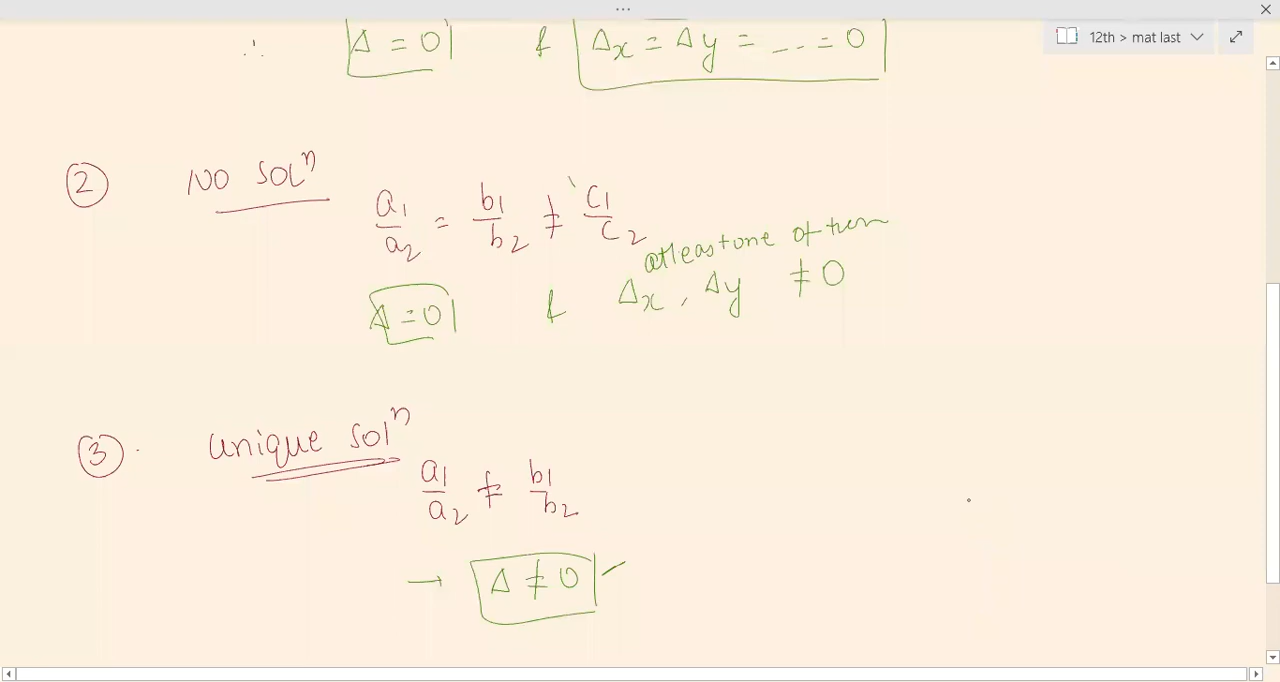 12th > mat last
∴ Δ = 0 & Δx = Δy = --- = 0
② NO SOLⁿ
a1/a2 = b1/b2 ≠ c1/c2
atleast one of tem
Δ = 0 & Δx, Δy ≠ 0
③ unique solⁿ
a1/a2 ≠ b1/b2
→ Δ ≠ 0 ✓